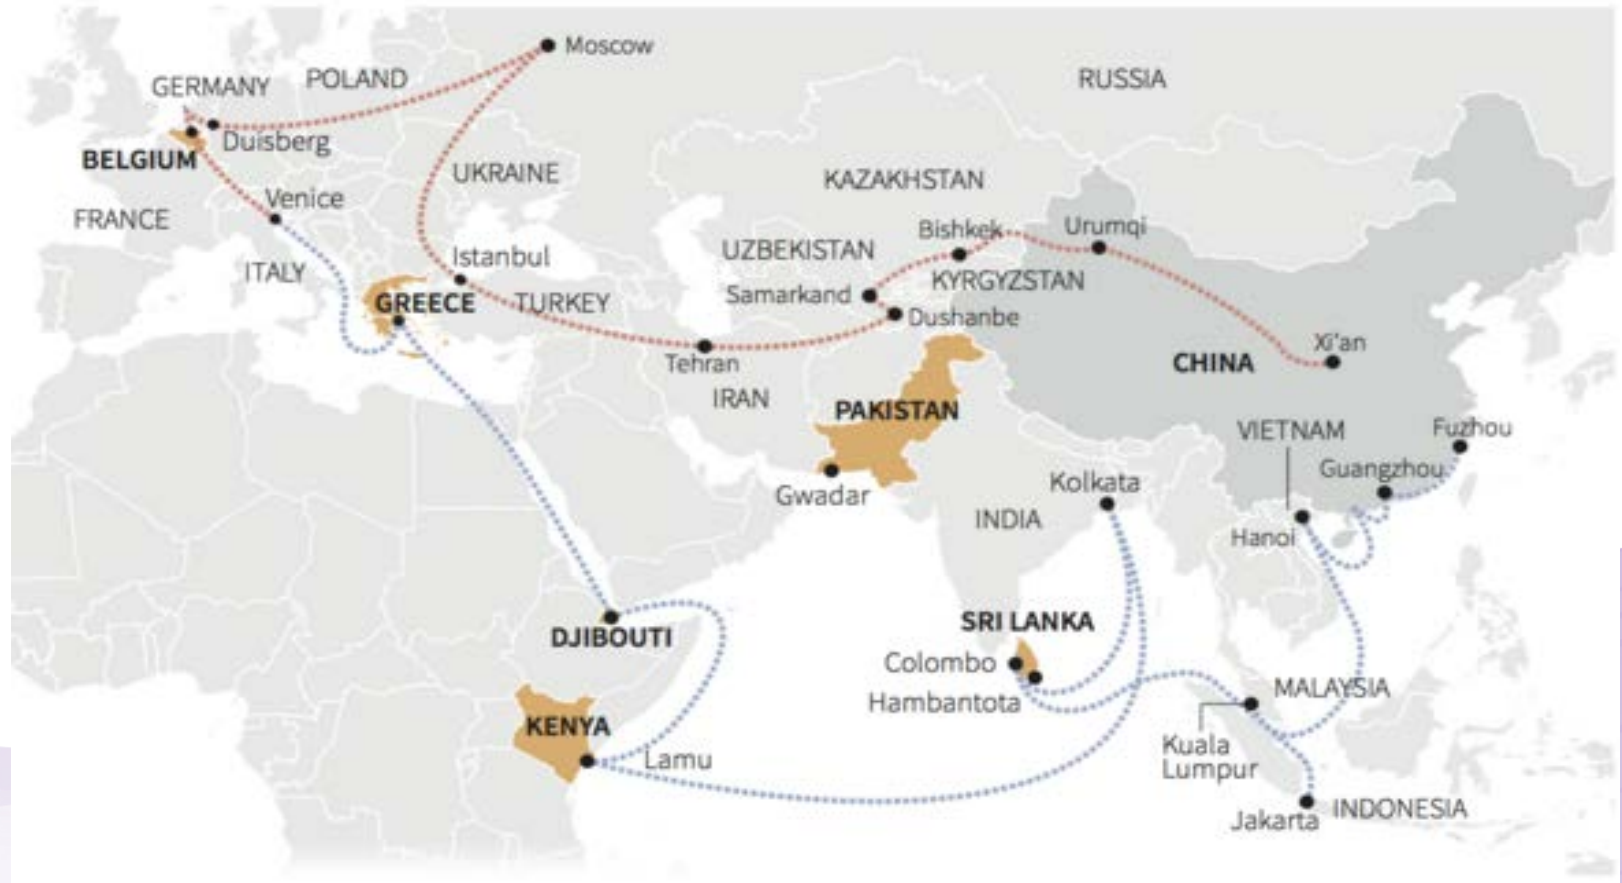 Moscow
RUSSIA
GERMANY
POLAND
Duisberg
BELGIUM
UKRAINE
KAZAKHSTAN
Venice
FRANCE
Bishkek
Urumqi
UZBEKISTAN
Istanbul
ITALY
KYRGYZSTAN
Samarkand
GREECE
TURKEY
Dushanbe
Xi'an
Tehran
CHINA
IRAN
PAKISTAN
VIETNAM
Fuzhou
Guangzhou
Kolkata
Gwadar
INDIA
Hanoi
SRI LANKA
DJIBOUTI
Colombo
MALAYSIA
Hambantota
KENYA
Lamu
Kuala
Lumpur
INDONESIA
Jakarta